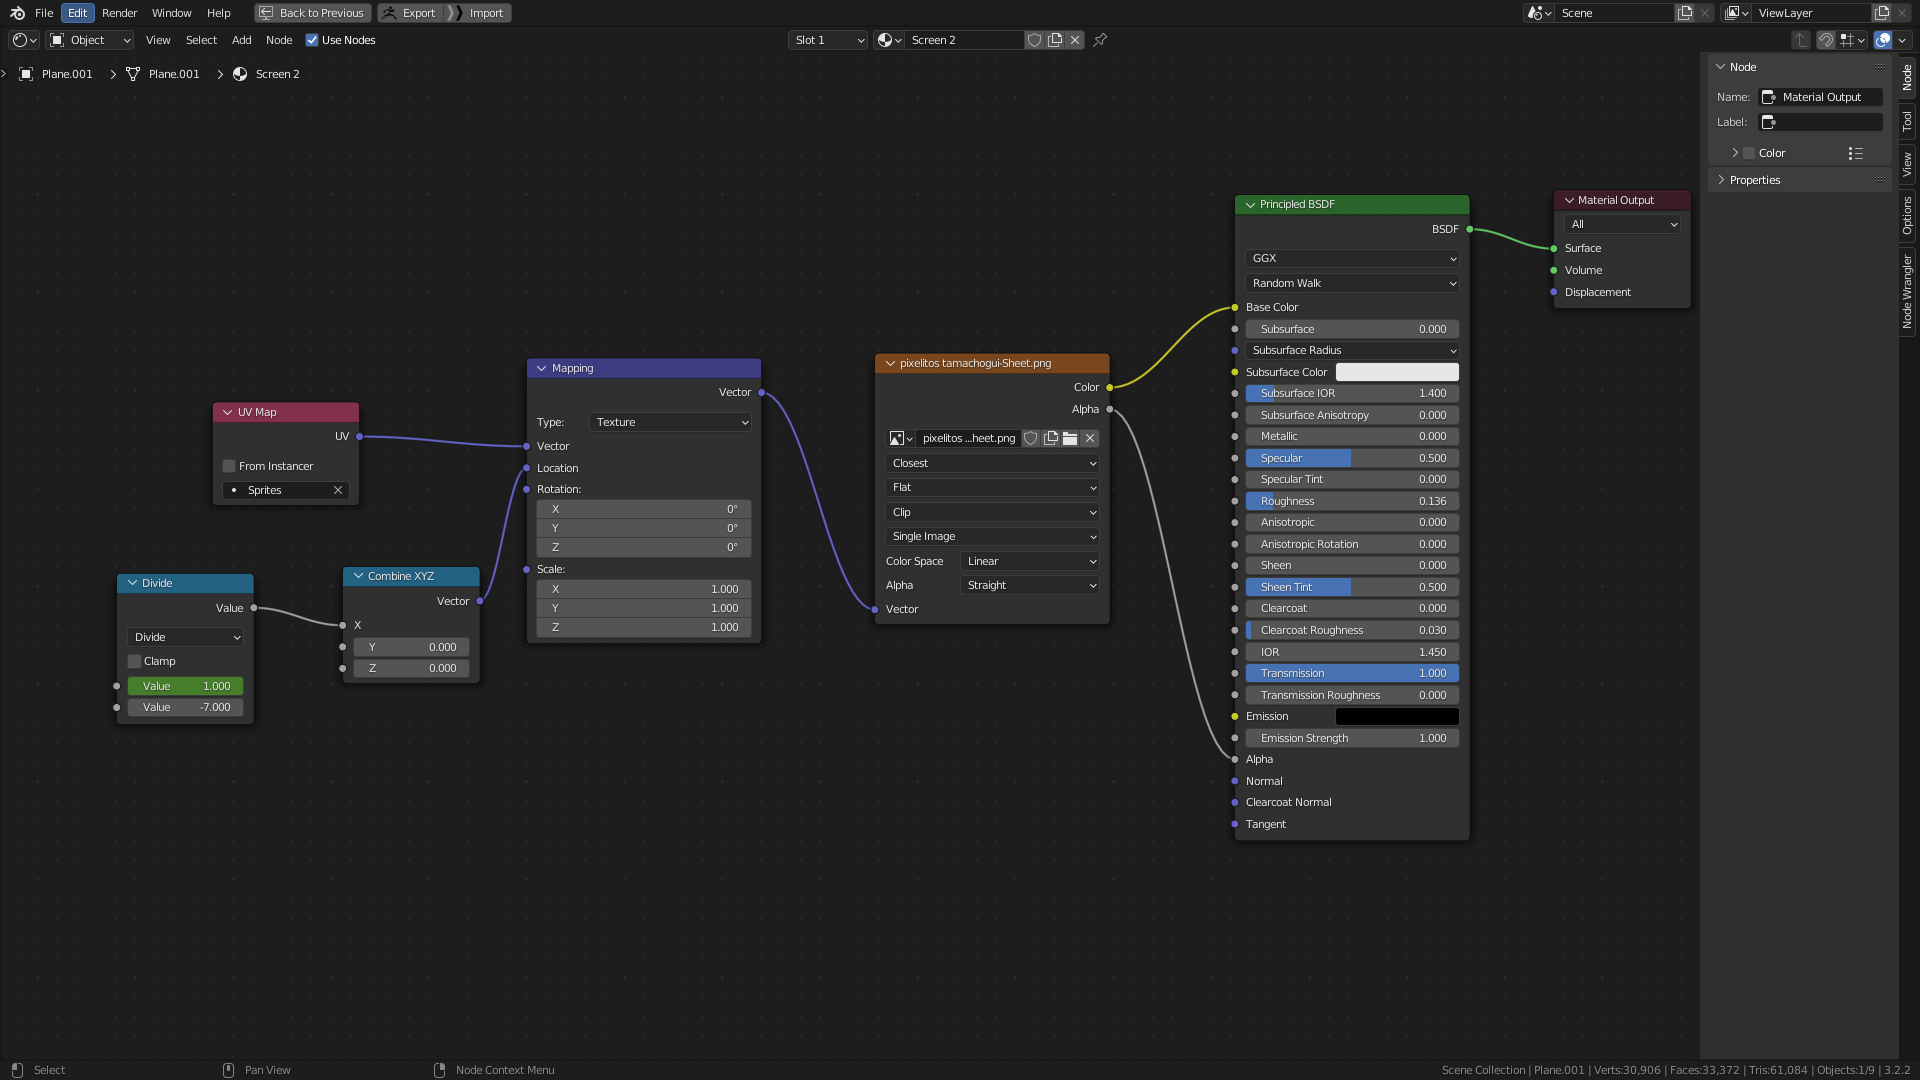 File Edit Render Window Help Back to Previous Export Import Scene ViewLayer
Object View Select Add Node Use Nodes Slot 1 Screen 2
Plane.001 Plane.001 Screen 2
Node
Name: Material Output
Label:
Color
Properties
Node
Tool
View
Options
Node Wrangler
UV Map
UV
From Instancer
Sprites
Divide
Value
Divide
Clamp
Value 1.000
Value -7.000
Combine XYZ
Vector
X
Y 0.000
Z 0.000
Mapping
Vector
Type: Texture
Vector
Location
Rotation:
X 0°
Y 0°
Z 0°
Scale:
X 1.000
Y 1.000
Z 1.000
pixelitos tamachogui-Sheet.png
Color
Alpha
pixelitos ...heet.png
Closest
Flat
Clip
Single Image
Color Space Linear
Alpha Straight
Vector
Principled BSDF
BSDF
GGX
Random Walk
Base Color
Subsurface 0.000
Subsurface Radius
Subsurface Color
Subsurface IOR 1.400
Subsurface Anisotropy 0.000
Metallic 0.000
Specular 0.500
Specular Tint 0.000
Roughness 0.136
Anisotropic 0.000
Anisotropic Rotation 0.000
Sheen 0.000
Sheen Tint 0.500
Clearcoat 0.000
Clearcoat Roughness 0.030
IOR 1.450
Transmission 1.000
Transmission Roughness 0.000
Emission
Emission Strength 1.000
Alpha
Normal
Clearcoat Normal
Tangent
Material Output
All
Surface
Volume
Displacement
Select Pan View Node Context Menu Scene Collection | Plane.001 | Verts:30,906 | Faces:33,372 | Tris:61,084 | Objects:1/9 | 3.2.2